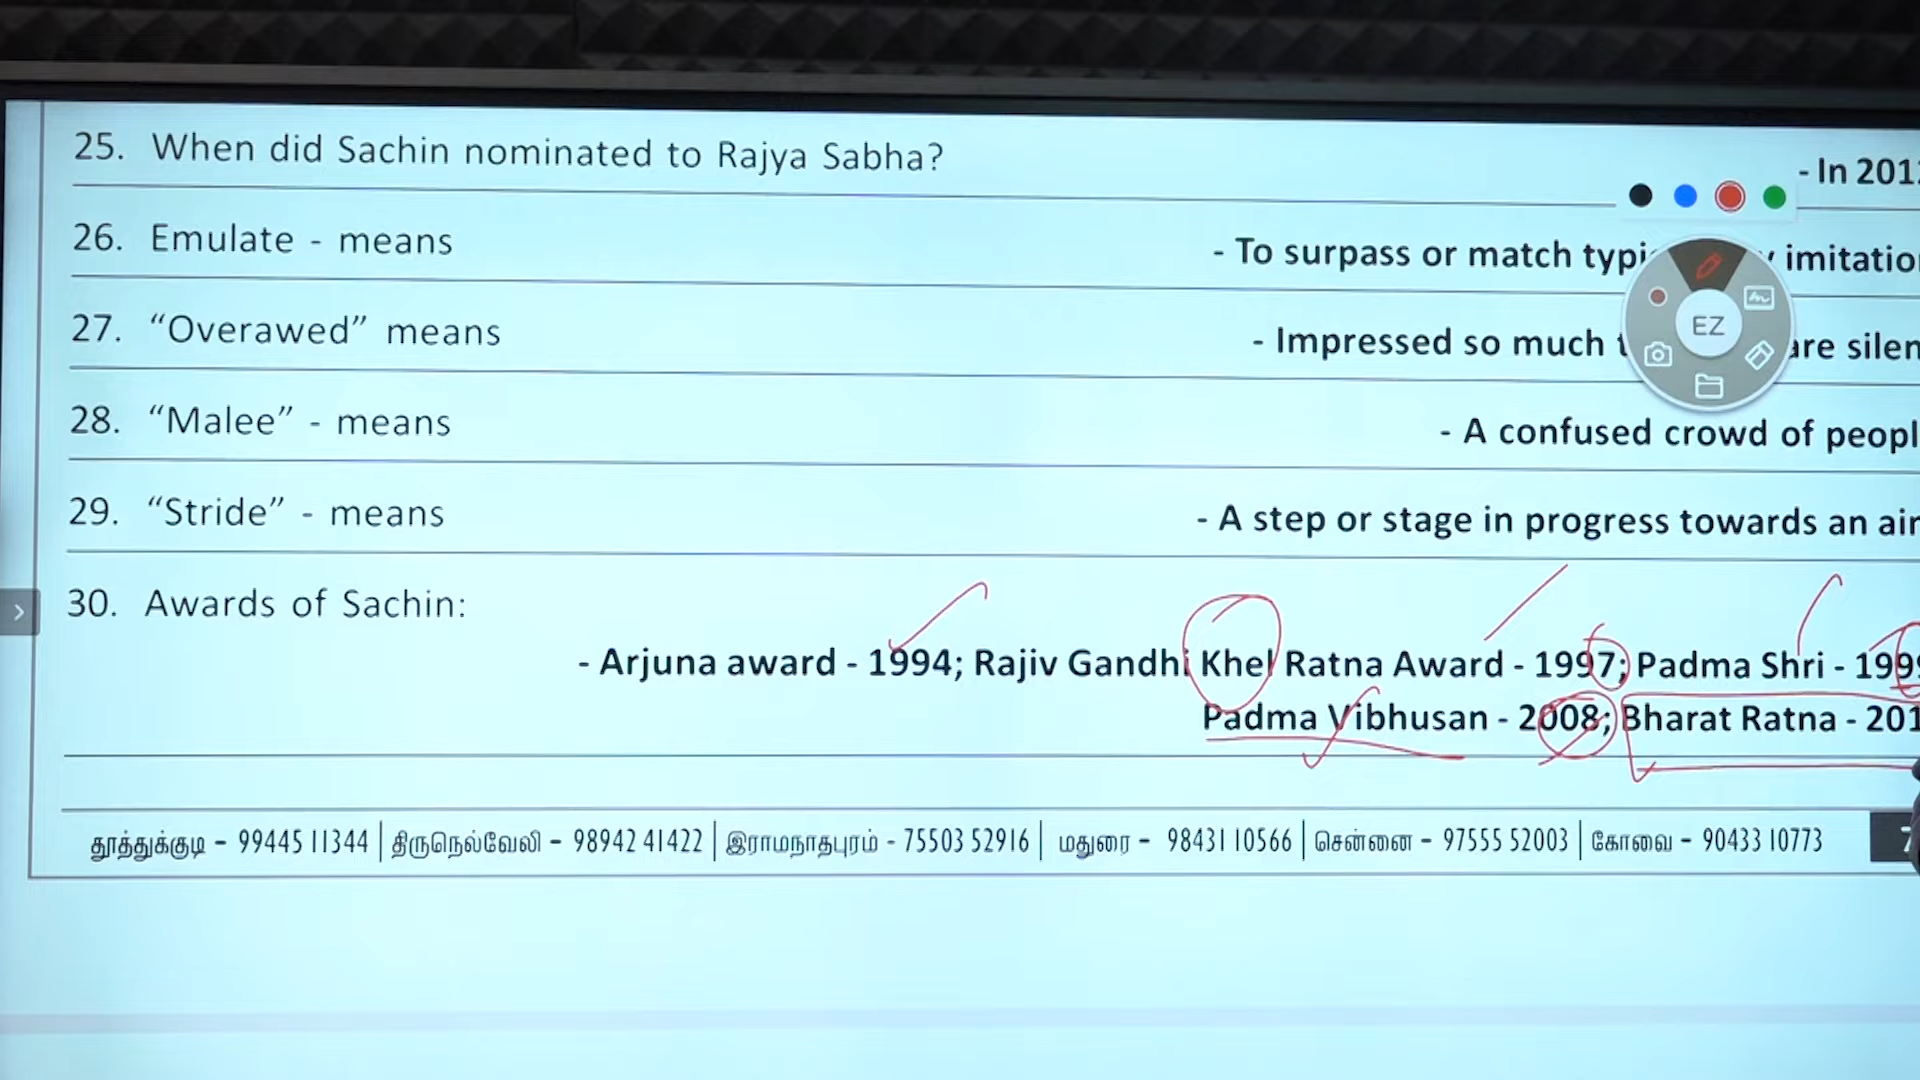 25. When did Sachin nominated to Rajya Sabha?
- In 201
26. Emulate - means
- To surpass or match imitatio
27. “Overawed” means
- Impressed so much are silen
28. “Malee” - means
- A confused crowd of peopl
29. “Stride” - means
- A step or stage in progress towards an
30. Awards of Sachin:
- Arjuna award - 1994; Rajiv Gandhi Khel Ratna Award - 1997; Padma Shri - 199
Padma Vibhusan - 2008; Bharat Ratna - 201
தூத்துக்குடி - 99445 11344 | திருநெல்வேலி - 98942 41422 | இராமநாதபுரம் - 75503 52916 | மதுரை - 98431 10566 | சென்னை - 97555 52003 | கோவை - 90433 10773
EZ